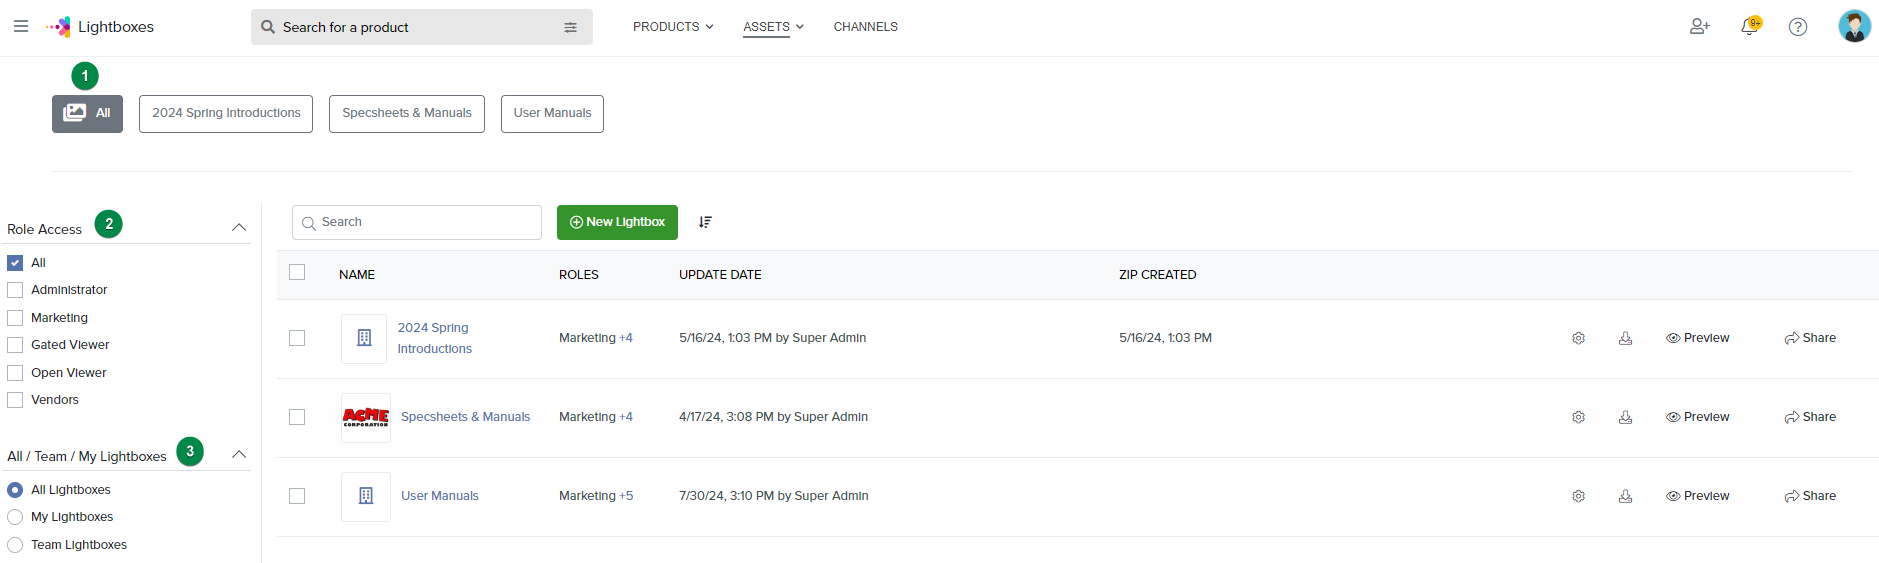 Lightboxes
Search for a product
PRODUCTS
ASSETS
CHANNELS
9+
1
All
2024 Spring Introductions
Specsheets & Manuals
User Manuals
Role Access
2
All
Administrator
Marketing
Gated Viewer
Open Viewer
Vendors
All / Team / My Lightboxes
3
All Lightboxes
My Lightboxes
Team Lightboxes
Search
New Lightbox
NAME ROLES UPDATE DATE ZIP CREATED
2024 Spring
Introductions
Marketing +4
5/16/24, 1:03 PM by Super Admin
5/16/24, 1:03 PM
Preview
Share
ACME
CORPORATION
Specsheets & Manuals
Marketing +4
4/17/24, 3:08 PM by Super Admin
Preview
Share
User Manuals
Marketing +5
7/30/24, 3:10 PM by Super Admin
Preview
Share